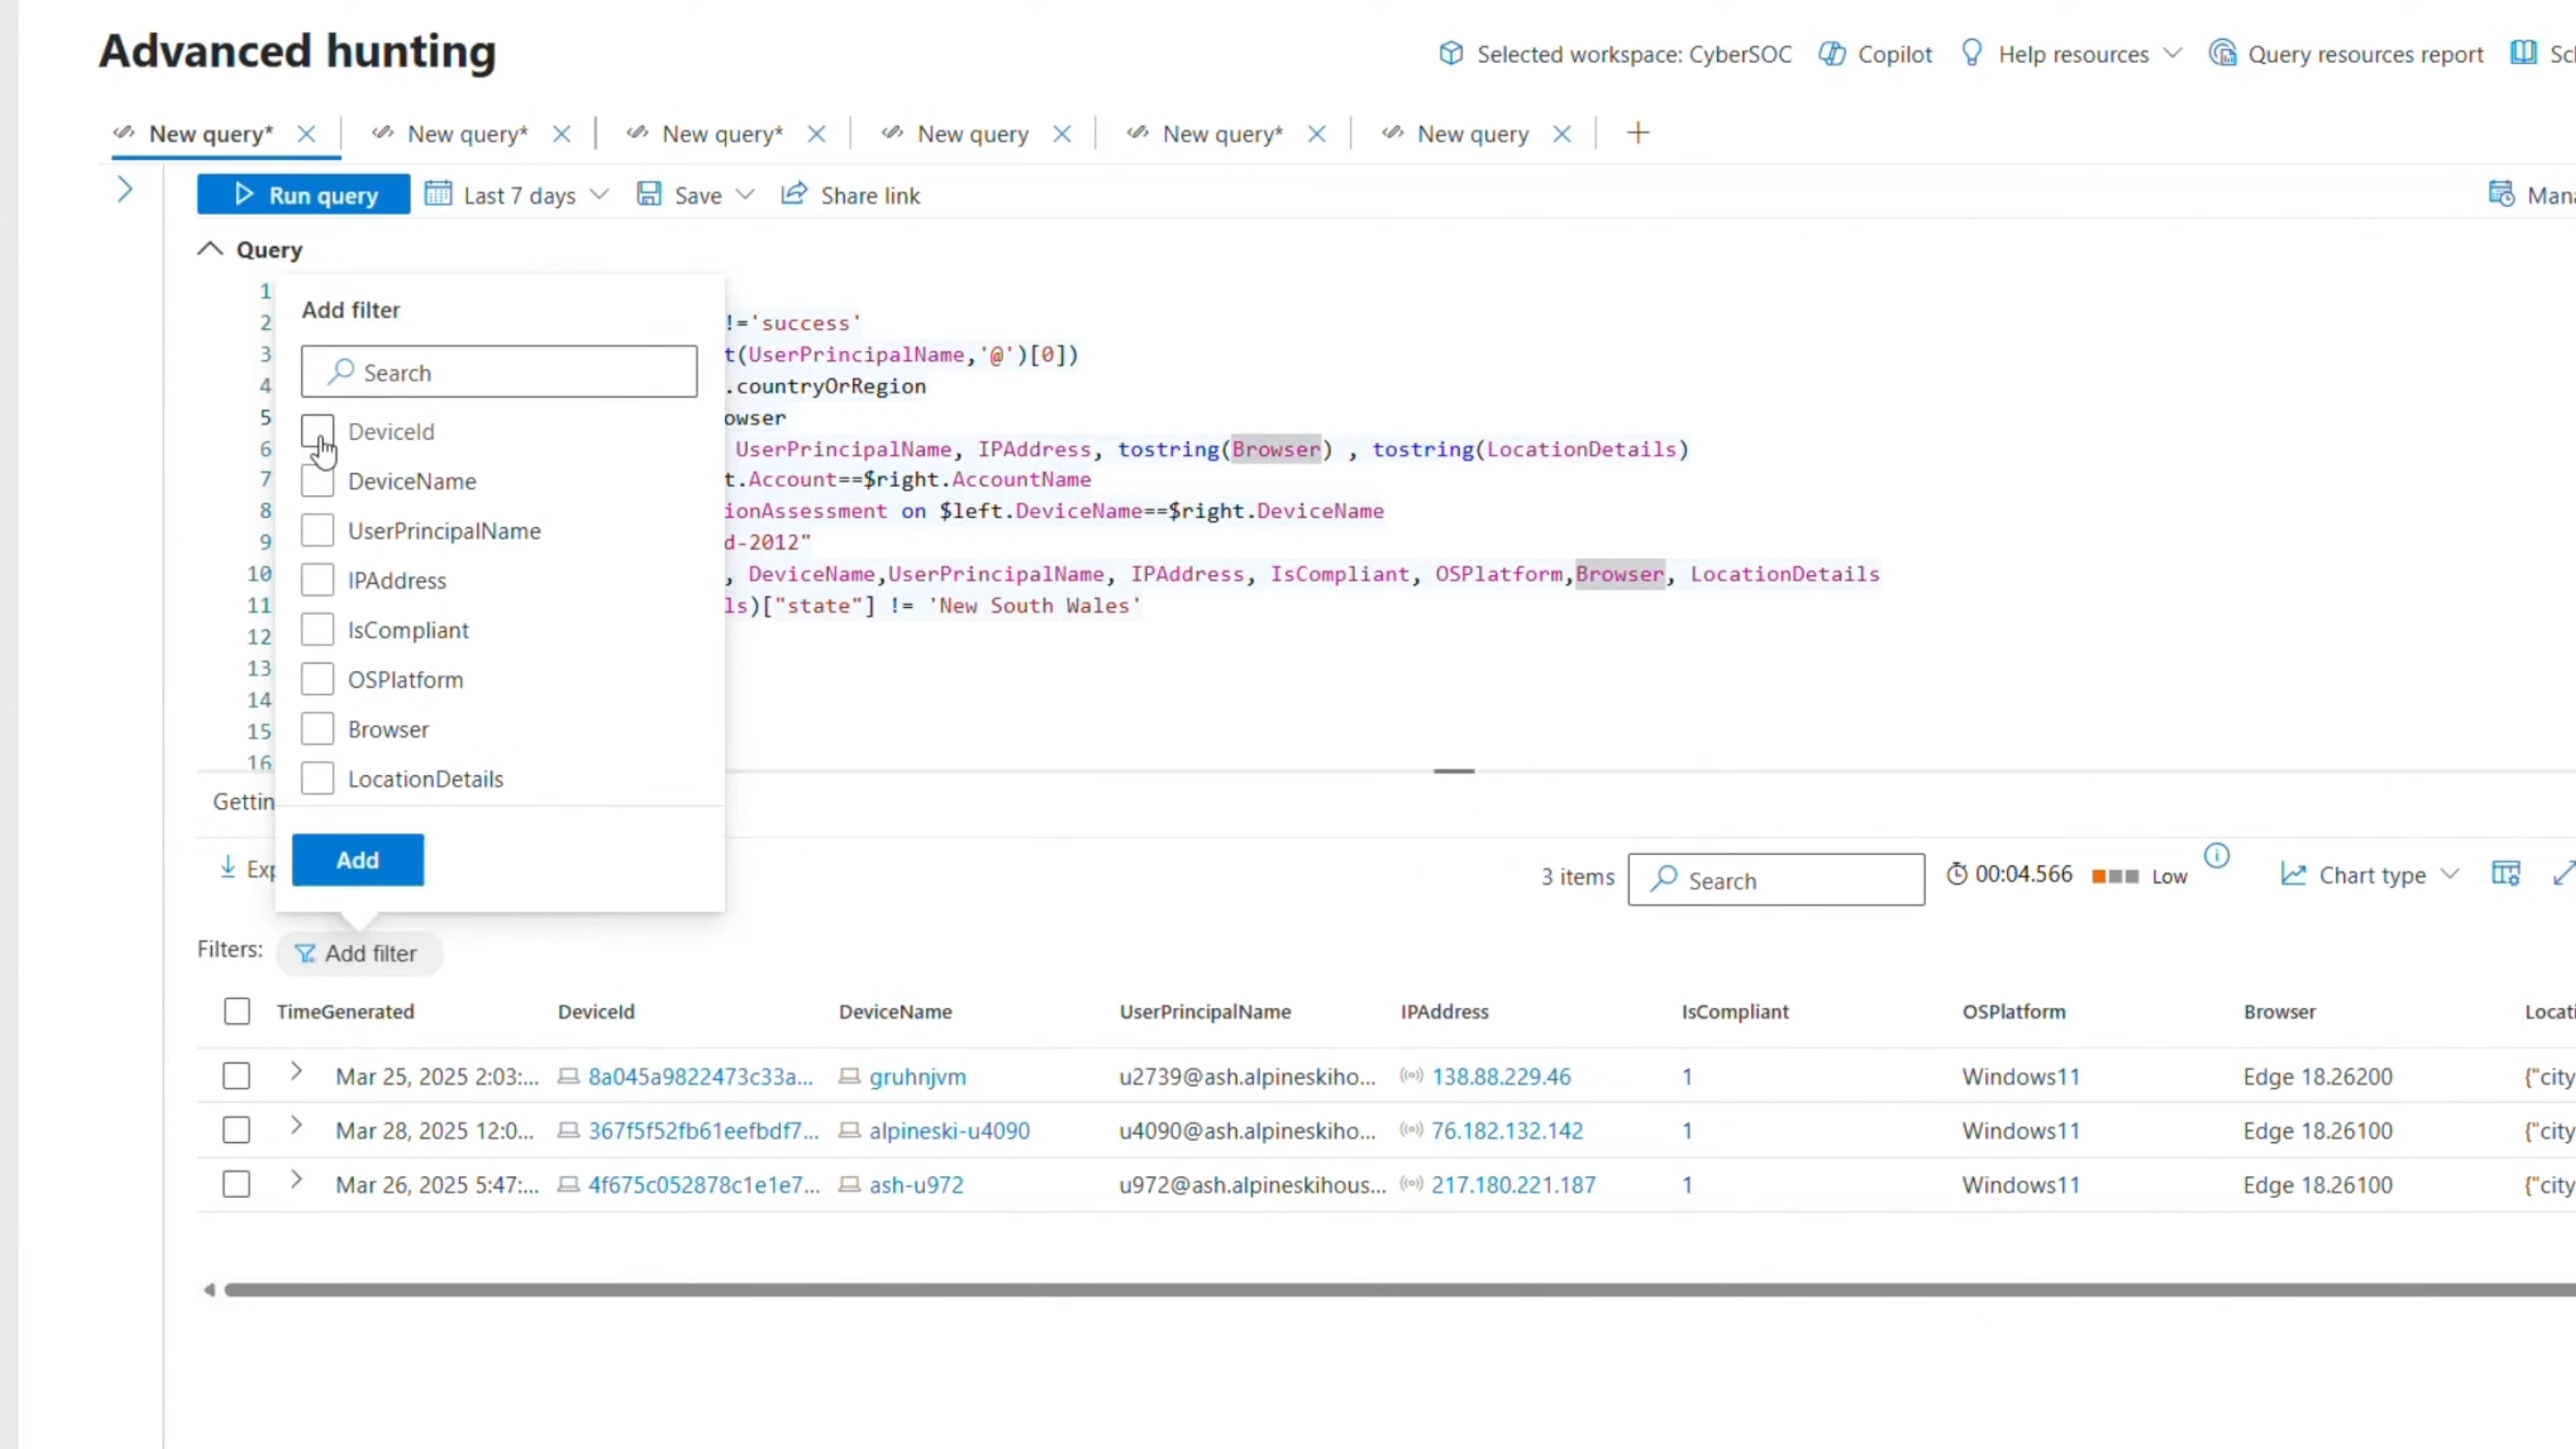 Advanced hunting
Selected workspace: CyberSOC
Copilot
Help resources
Query resources report
New query*
New query*
New query*
New query
New query*
New query
Run query
Last 7 days
Save
Share link
Query
1
2 !='success'
3 t(UserPrincipalName,'@')[0])
4 .countryOrRegion
5 owser
6 UserPrincipalName, IPAddress, tostring(Browser) , tostring(LocationDetails)
7 t.Account==$right.AccountName
8 ionAssessment on $left.DeviceName==$right.DeviceName
9 d-2012"
10 , DeviceName,UserPrincipalName, IPAddress, IsCompliant, OSPlatform,Browser, LocationDetails
11 ls)["state"] != 'New South Wales'
12
13
14
15
16
Add filter
Search
DeviceId
DeviceName
UserPrincipalName
IPAddress
IsCompliant
OSPlatform
Browser
LocationDetails
Add
Gettin
Exp
3 items
Search
00:04.566
Low
Chart type
Filters:
Add filter
TimeGenerated DeviceId DeviceName UserPrincipalName IPAddress IsCompliant OSPlatform Browser Locati
Mar 25, 2025 2:03:... 8a045a9822473c33a... gruhnjvm u2739@ash.alpineskiho... 138.88.229.46 1 Windows11 Edge 18.26200 {"city
Mar 28, 2025 12:0... 367f5f52fb61eefbdf7... alpineski-u4090 u4090@ash.alpineskiho... 76.182.132.142 1 Windows11 Edge 18.26100 {"city
Mar 26, 2025 5:47:... 4f675c052878c1e1e7... ash-u972 u972@ash.alpineskihous... 217.180.221.187 1 Windows11 Edge 18.26100 {"city